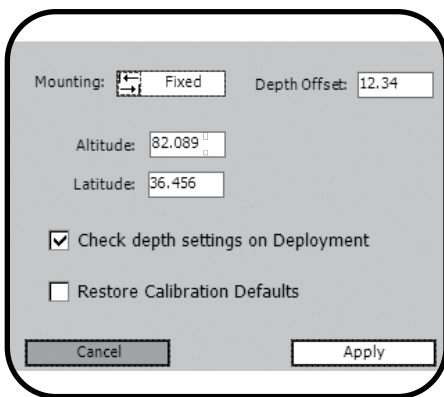 Mounting: Fixed Depth Offset: 12.34
Altitude: 82.089
Latitude: 36.456
Check depth settings on Deployment
Restore Calibration Defaults
Cancel Apply